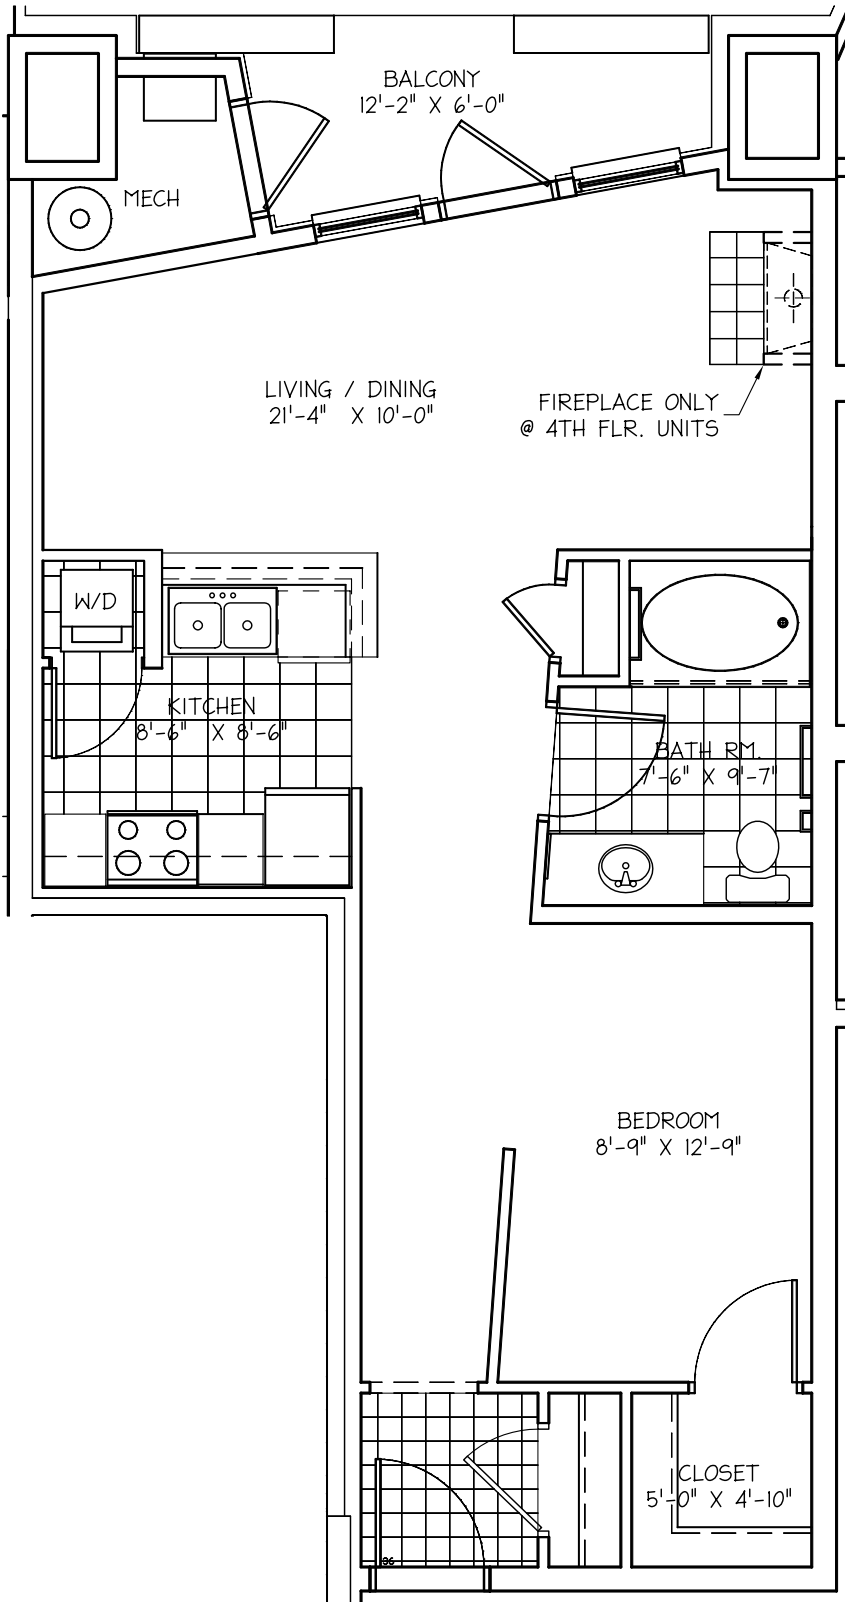 BALCONY
12'-2" X 6'-0"
MECH
LIVING / DINING
21'-4" X 10'-0"
FIREPLACE ONLY
@ 4TH FLR. UNITS
W/D
KITCHEN
8'-6" X 8'-6"
BATH RM.
7'-6" X 9'-7"
BEDROOM
8'-9" X 12'-9"
CLOSET
5'-0" X 4'-10"